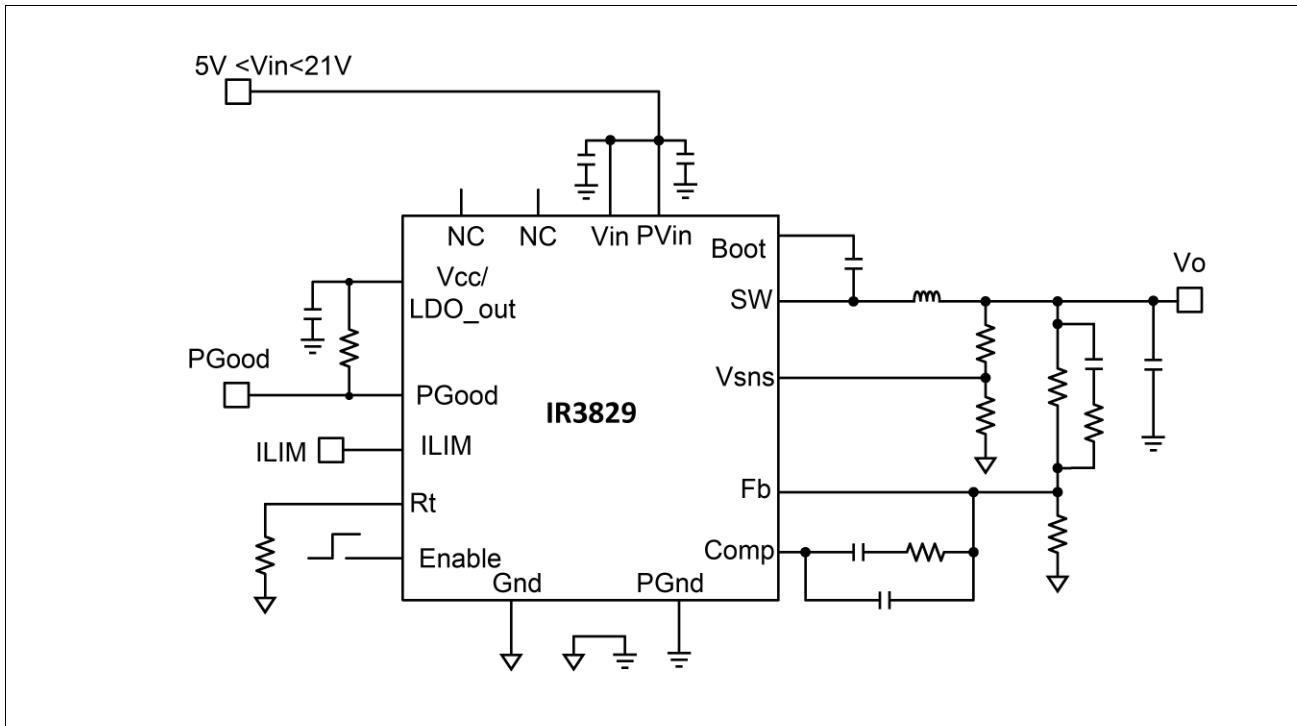 5V <Vin<21V
NC
NC
Vin
PVin
Boot
Vcc/
LDO_out
SW
Vo
PGood
PGood
Vsns
IR3829
ILIM
ILIM
Rt
Fb
Enable
Comp
Gnd
PGnd